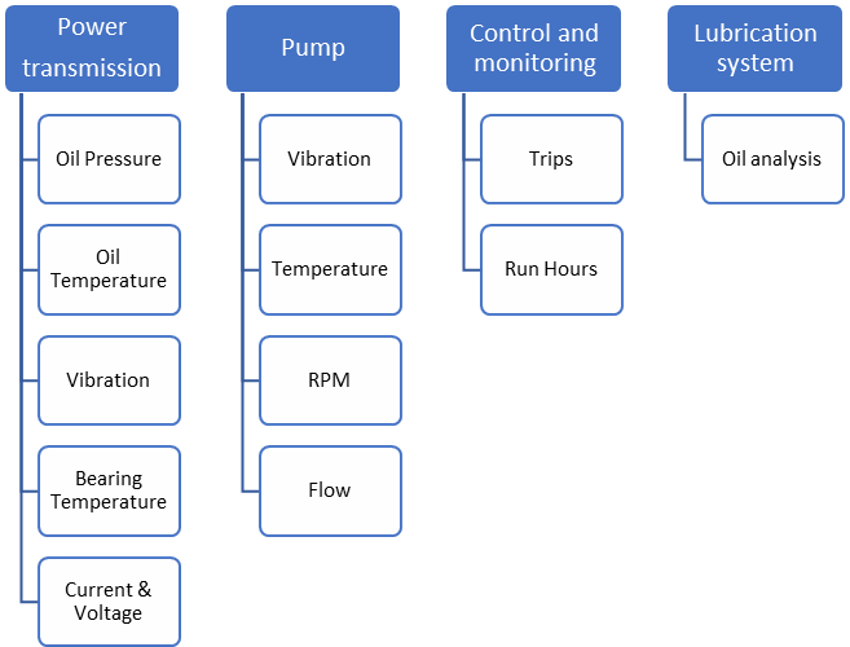 Power
transmission
Oil Pressure
Oil
Temperature
Vibration
Bearing
Temperature
Current &
Voltage
Pump
Vibration
Temperature
RPM
Flow
Control and
monitoring
Trips
Run Hours
Lubrication
system
Oil analysis